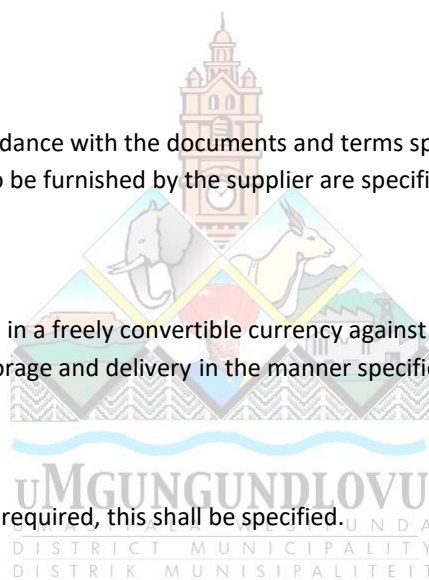 dance with the documents and terms sp
o be furnished by the supplier are specifi
in a freely convertible currency against
orage and delivery in the manner specifie
required, this shall be specified.
UMGUNGUNDLOVU
DISTRICT MUNICIPALITY
DISTRIK MUNISIPALITEIT